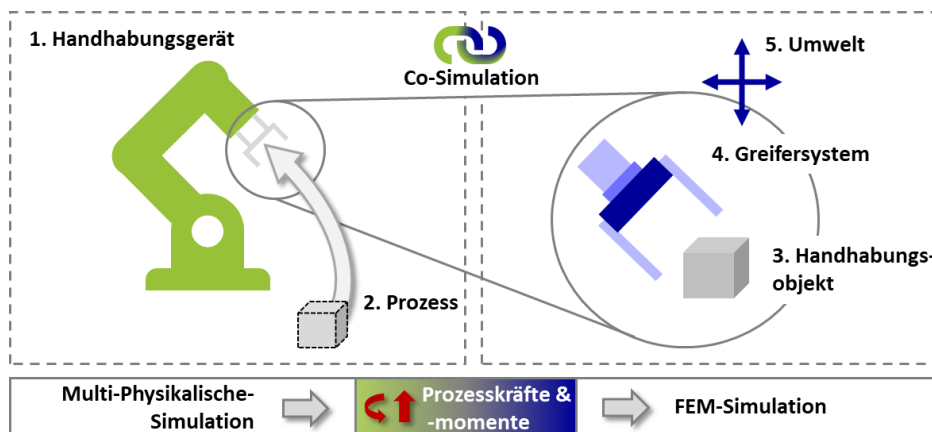 1. Handhabungsgerät
Co-Simulation
5. Umwelt
4. Greifersystem
3. Handhabungs-
objekt
2. Prozess
Multi-Physikalische-
Simulation
Prozesskräfte &
-momente
FEM-Simulation